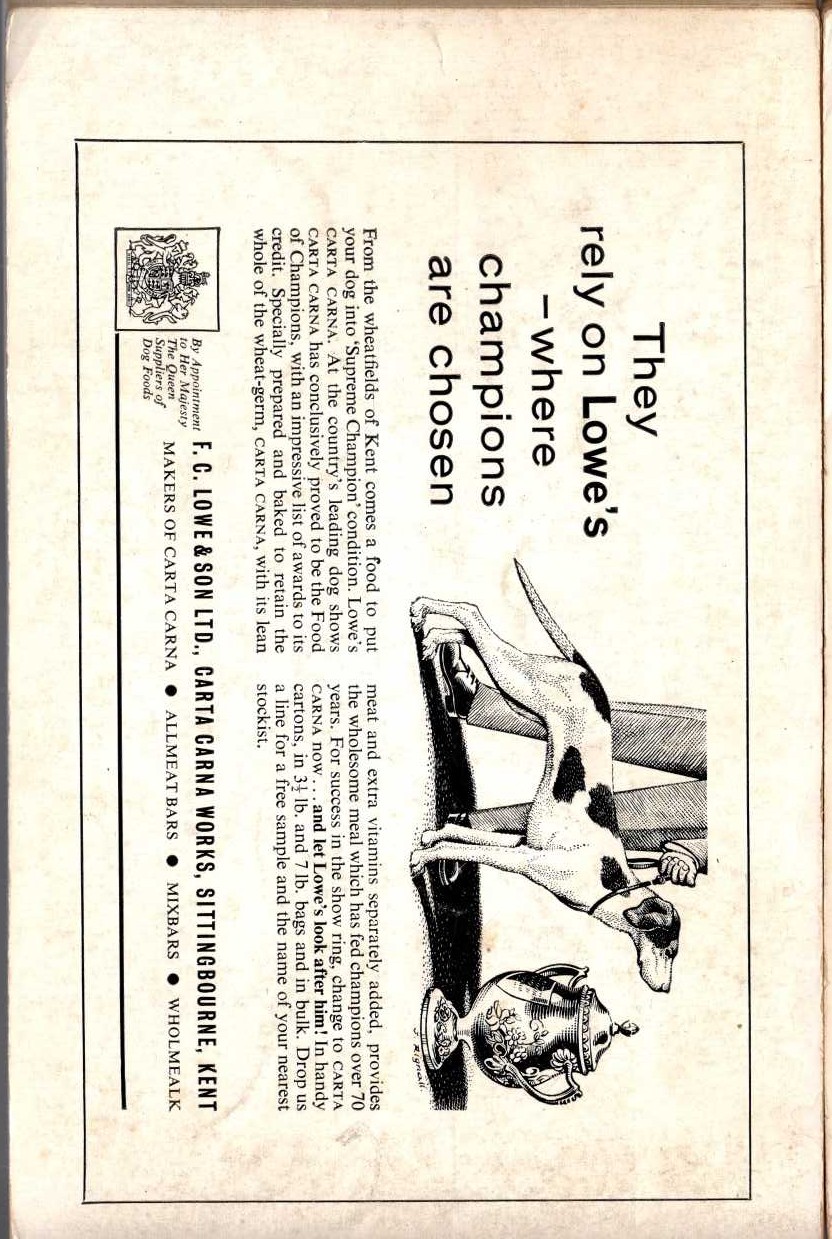 They
rely on Lowe's
–where
champions
are chosen
J. Rignall.
From the wheatfields of Kent comes a food to put
your dog into 'Supreme Champion' condition. Lowe's
CARTA CARNA. At the country's leading dog shows
CARTA CARNA has conclusively proved to be the Food
of Champions, with an impressive list of awards to its
credit. Specially prepared and baked to retain the
whole of the wheat-germ, CARTA CARNA, with its lean
meat and extra vitamins separately added, provides
the wholesome meal which has fed champions over 70
years. For success in the show ring, change to CARTA
CARNA now . . . and let Lowe's look after him! In handy
cartons, in 3½ lb. and 7 lb. bags and in bulk. Drop us
a line for a free sample and the name of your nearest
stockist.
By Appointment
to Her Majesty
The Queen
Suppliers of
Dog Foods
F. C. LOWE & SON LTD., CARTA CARNA WORKS, SITTINGBOURNE, KENT
MAKERS OF CARTA CARNA ● ALLMEAT BARS ● MIXBARS ● WHOLMEALK